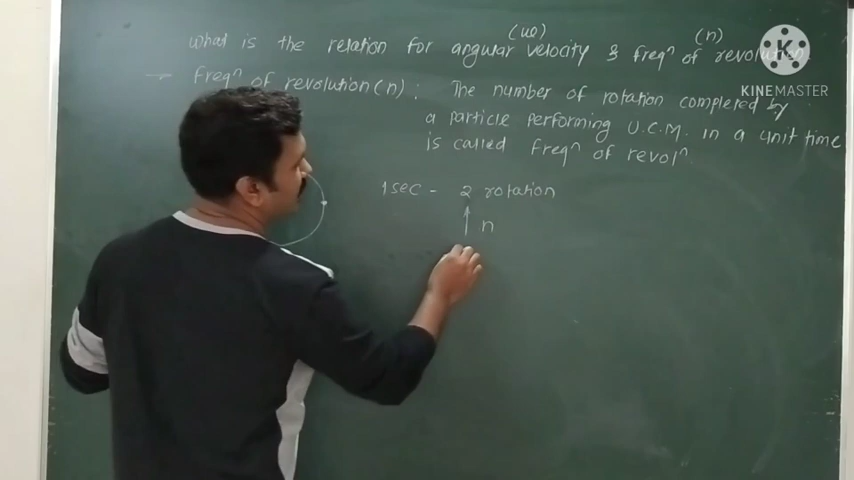 (ω) (n)
What is the relation for angular velocity & freqⁿ of revolution.
→ freqⁿ of revolution (n) : The number of rotation completed by
a particle performing U.C.M. in a unit time
is called freqⁿ of revolⁿ
1 sec - 2 rotation
n
K
KINEMASTER